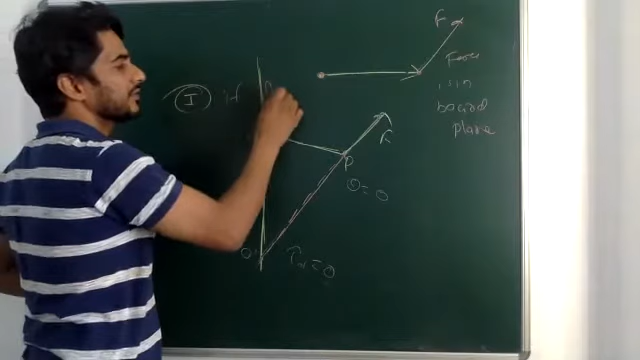 F
Force
is in
board
plane
I if
F
P
θ = 0
O
τ = 0